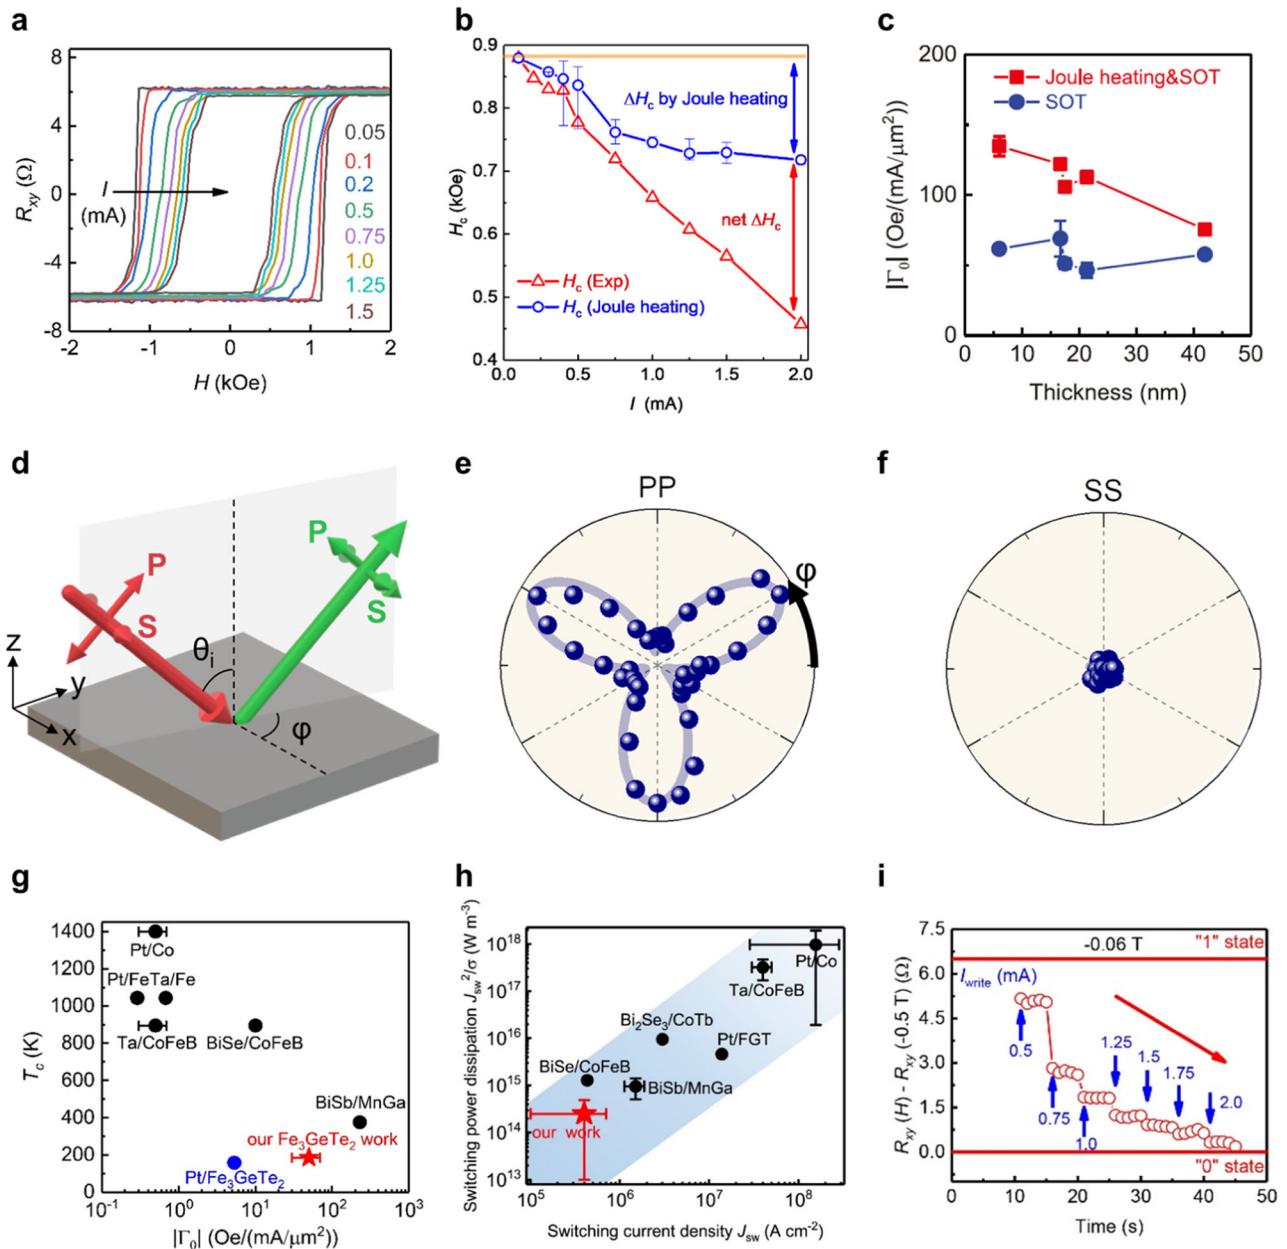 a
8
4
0
-4
-8
Rxy (Ω)
I
(mA)
0.05
0.1
0.2
0.5
0.75
1.0
1.25
1.5
-2 -1 0 1 2
H (kOe)
b
0.9
0.8
0.7
0.6
0.5
0.4
Hc (kOe)
ΔHc by Joule heating
net ΔHc
Hc (Exp)
Hc (Joule heating)
0.0 0.5 1.0 1.5 2.0
I (mA)
c
200
100
0
|Γ0| (Oe/(mA/μm²))
Joule heating&SOT
SOT
0 10 20 30 40 50
Thickness (nm)
d
P
S
P
S
θi
φ
z
y
x
e
PP
φ
f
SS
g
1400
1200
1000
800
600
400
200
0
Tc (K)
Pt/Co
Pt/FeTa/Fe
Ta/CoFeB BiSe/CoFeB
BiSb/MnGa
our Fe3GeTe2 work
Pt/Fe3GeTe2
10⁻¹ 10⁰ 10¹ 10² 10³
|Γ0| (Oe/(mA/μm²))
h
10¹⁸
10¹⁷
10¹⁶
10¹⁵
10¹⁴
10¹³
Switching power dissipation Jsw²/σ (W m⁻³)
Pt/Co
Ta/CoFeB
Bi2Se3/CoTb
Pt/FGT
BiSe/CoFeB
BiSb/MnGa
our work
10⁵ 10⁶ 10⁷ 10⁸
Switching current density Jsw (A cm⁻²)
i
7.5
6.0
4.5
3.0
1.5
0.0
Rxy (H) - Rxy (-0.5 T) (Ω)
-0.06 T
"1" state
Iwrite (mA)
0.5
0.75
1.0
1.25
1.5
1.75
2.0
"0" state
0 10 20 30 40 50
Time (s)